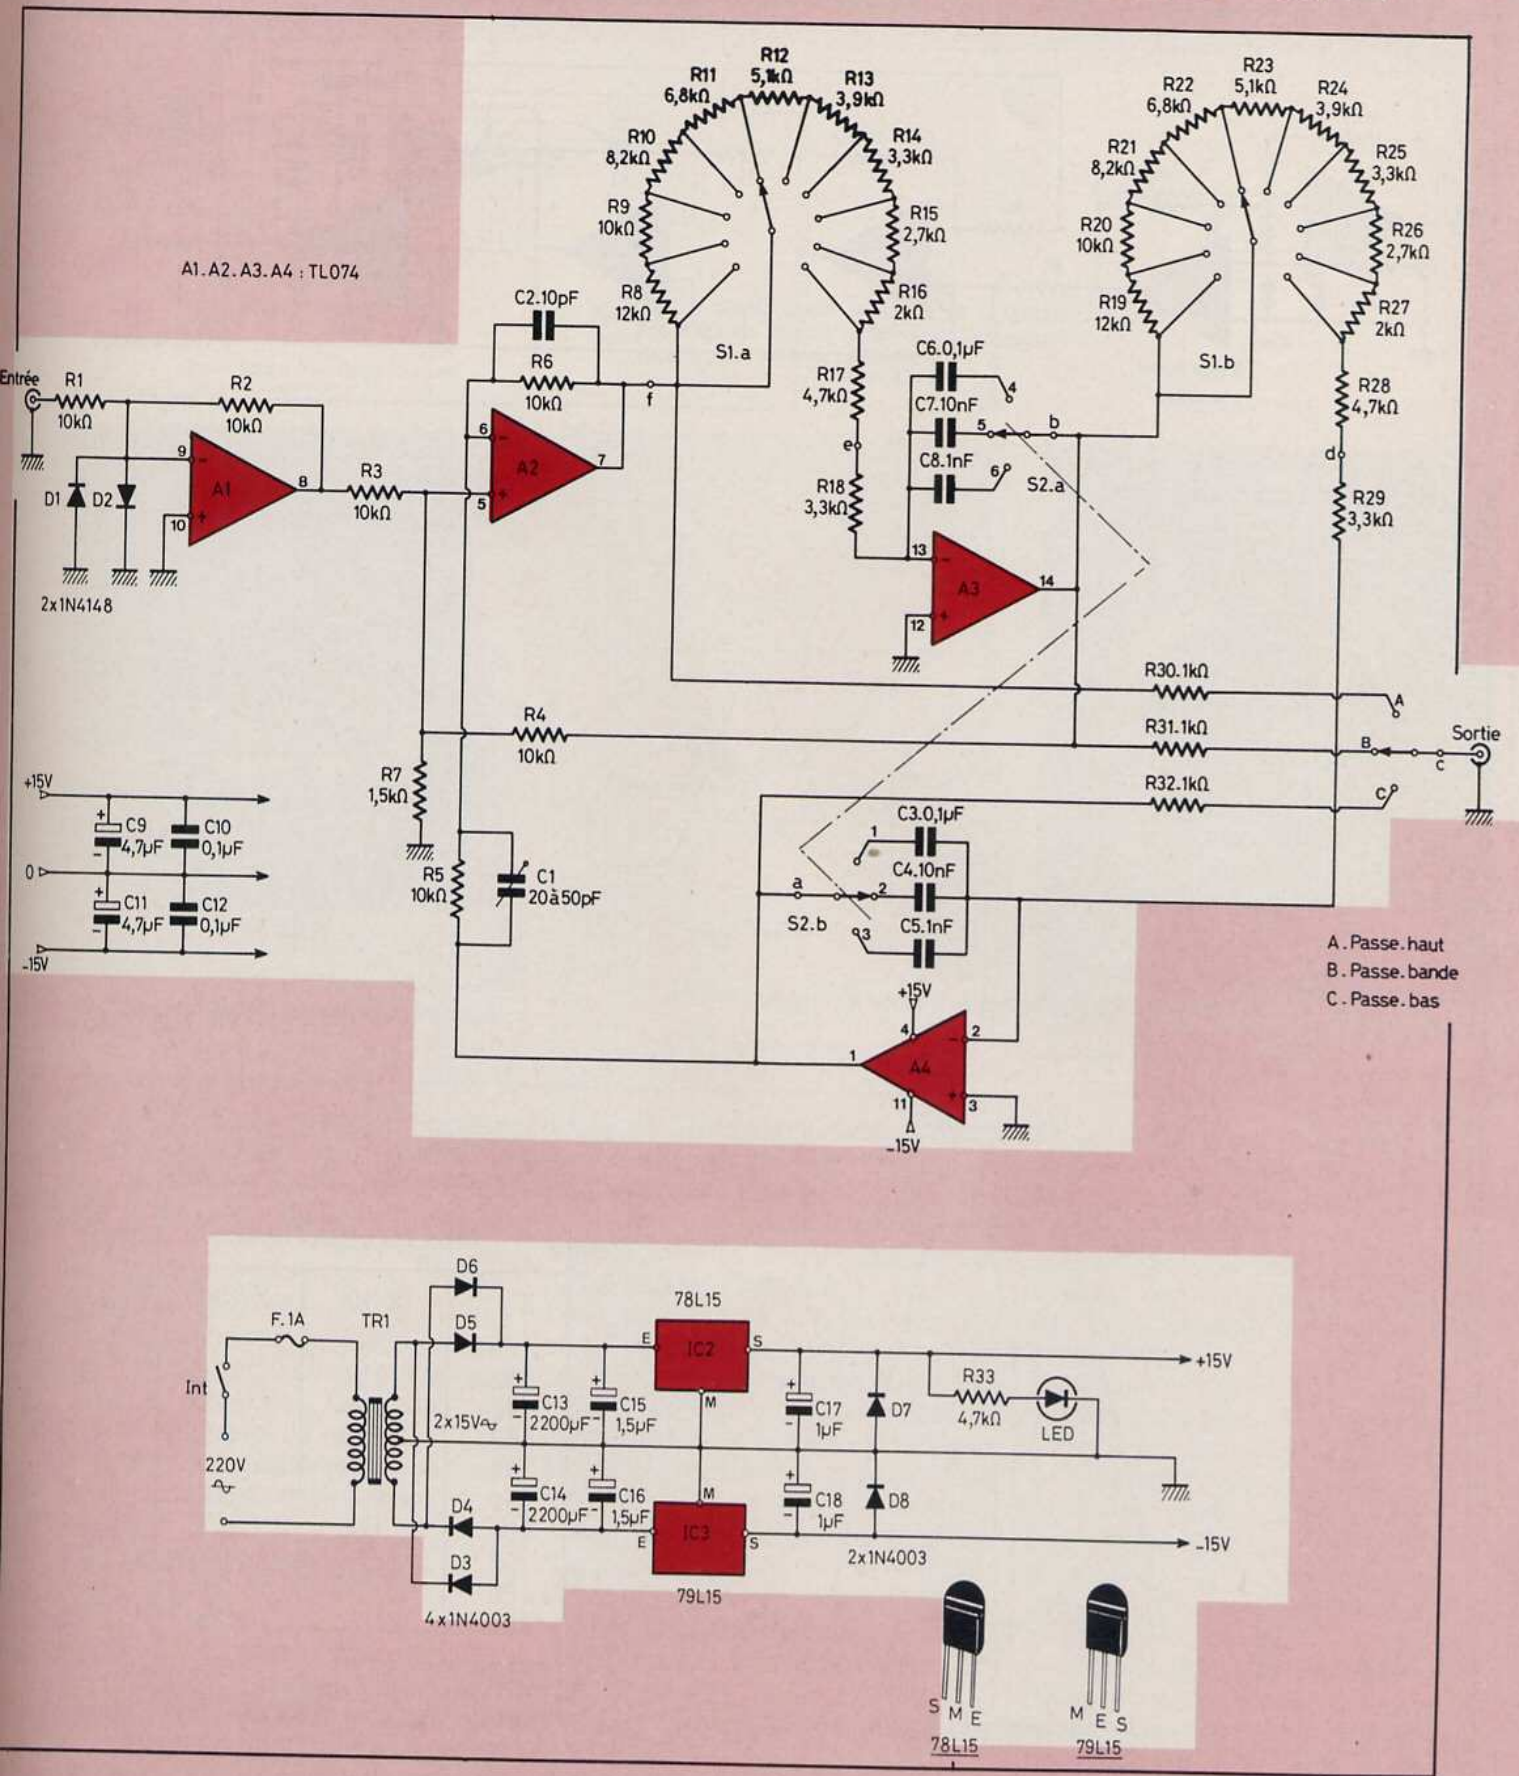 R12
5,1kΩ
R11
6,8kΩ
R13
3,9kΩ
R10
8,2kΩ
R14
3,3kΩ
R9
10kΩ
R15
2,7kΩ
R8
12kΩ
R16
2kΩ
S1.a
R23
5,1kΩ
R22
6,8kΩ
R24
3,9kΩ
R21
8,2kΩ
R25
3,3kΩ
R20
10kΩ
R26
2,7kΩ
R19
12kΩ
R27
2kΩ
S1.b
A1.A2.A3.A4 : TL074
C2.10pF
R6
10kΩ
f
Entrée
R1
10kΩ
R2
10kΩ
9
A1
8
10
D1
D2
2x1N4148
R3
10kΩ
6
A2
7
5
R17
4,7kΩ
e
R18
3,3kΩ
C6.0,1µF
4
C7.10nF
5
b
C8.1nF
6
S2.a
13
A3
14
12
R28
4,7kΩ
d
R29
3,3kΩ
R30.1kΩ
A
R4
10kΩ
R31.1kΩ
B
c
Sortie
R32.1kΩ
C
R7
1,5kΩ
+15V
+
C9
4,7µF
-
C10
0,1µF
0
+
C11
4,7µF
-
C12
0,1µF
-15V
R5
10kΩ
C1
20à50pF
C3.0,1µF
1
C4.10nF
a
2
C5.1nF
S2.b
3
+15V
4
2
1
A4
11
3
-15V
A.Passe.haut
B.Passe.bande
C.Passe.bas
D6
F.1A
TR1
D5
78L15
E
IC2
S
+15V
M
Int
2x15V
+
C13
2200µF
-
+
C15
1,5µF
-
+
C17
1µF
-
D7
R33
4,7kΩ
LED
220V
+
C14
2200µF
-
+
C16
1,5µF
-
M
+
C18
1µF
-
D8
D4
E
IC3
S
-15V
D3
79L15
2x1N4003
4x1N4003
S M E
78L15
M E S
79L15